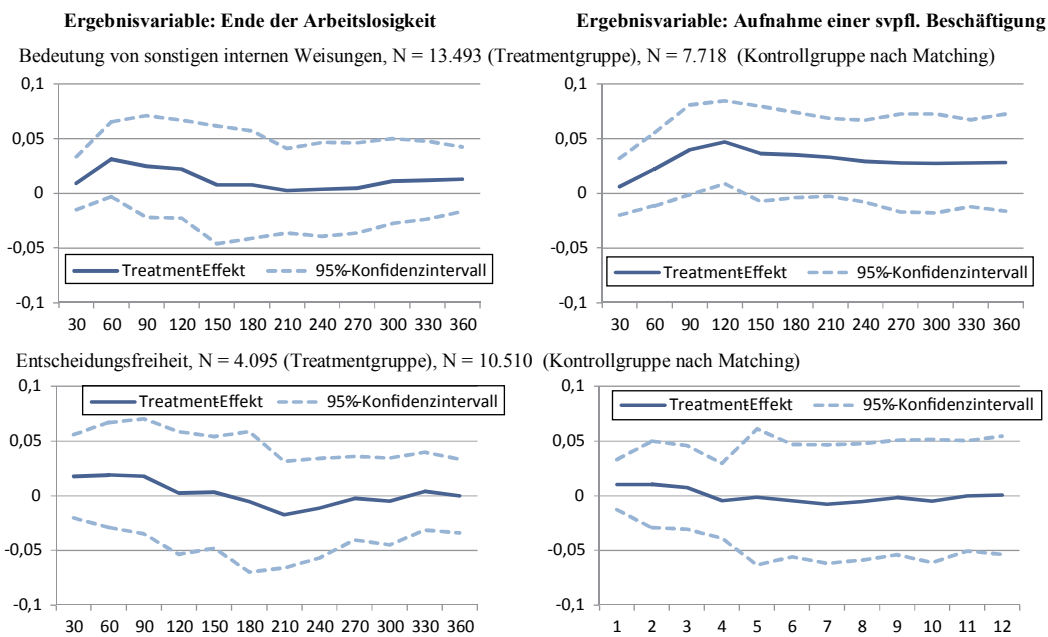 Ergebnisvariable: Ende der Arbeitslosigkeit
Ergebnisvariable: Aufnahme einer svpfl. Beschäftigung
Bedeutung von sonstigen internen Weisungen, N = 13.493 (Treatmentgruppe), N = 7.718 (Kontrollgruppe nach Matching)
0,1
0,05
0
-0,05
-0,1
TreatmentEffekt 95%-Konfidenzintervall
30 60 90 120 150 180 210 240 270 300 330 360
0,1
0,05
0
-0,05
-0,1
TreatmentEffekt 95%-Konfidenzintervall
30 60 90 120 150 180 210 240 270 300 330 360
Entscheidungsfreiheit, N = 4.095 (Treatmentgruppe), N = 10.510 (Kontrollgruppe nach Matching)
0,1
0,05
0
-0,05
-0,1
TreatmentEffekt 95%-Konfidenzintervall
30 60 90 120 150 180 210 240 270 300 330 360
0,1
0,05
0
-0,05
-0,1
TreatmentEffekt 95%-Konfidenzintervall
1 2 3 4 5 6 7 8 9 10 11 12